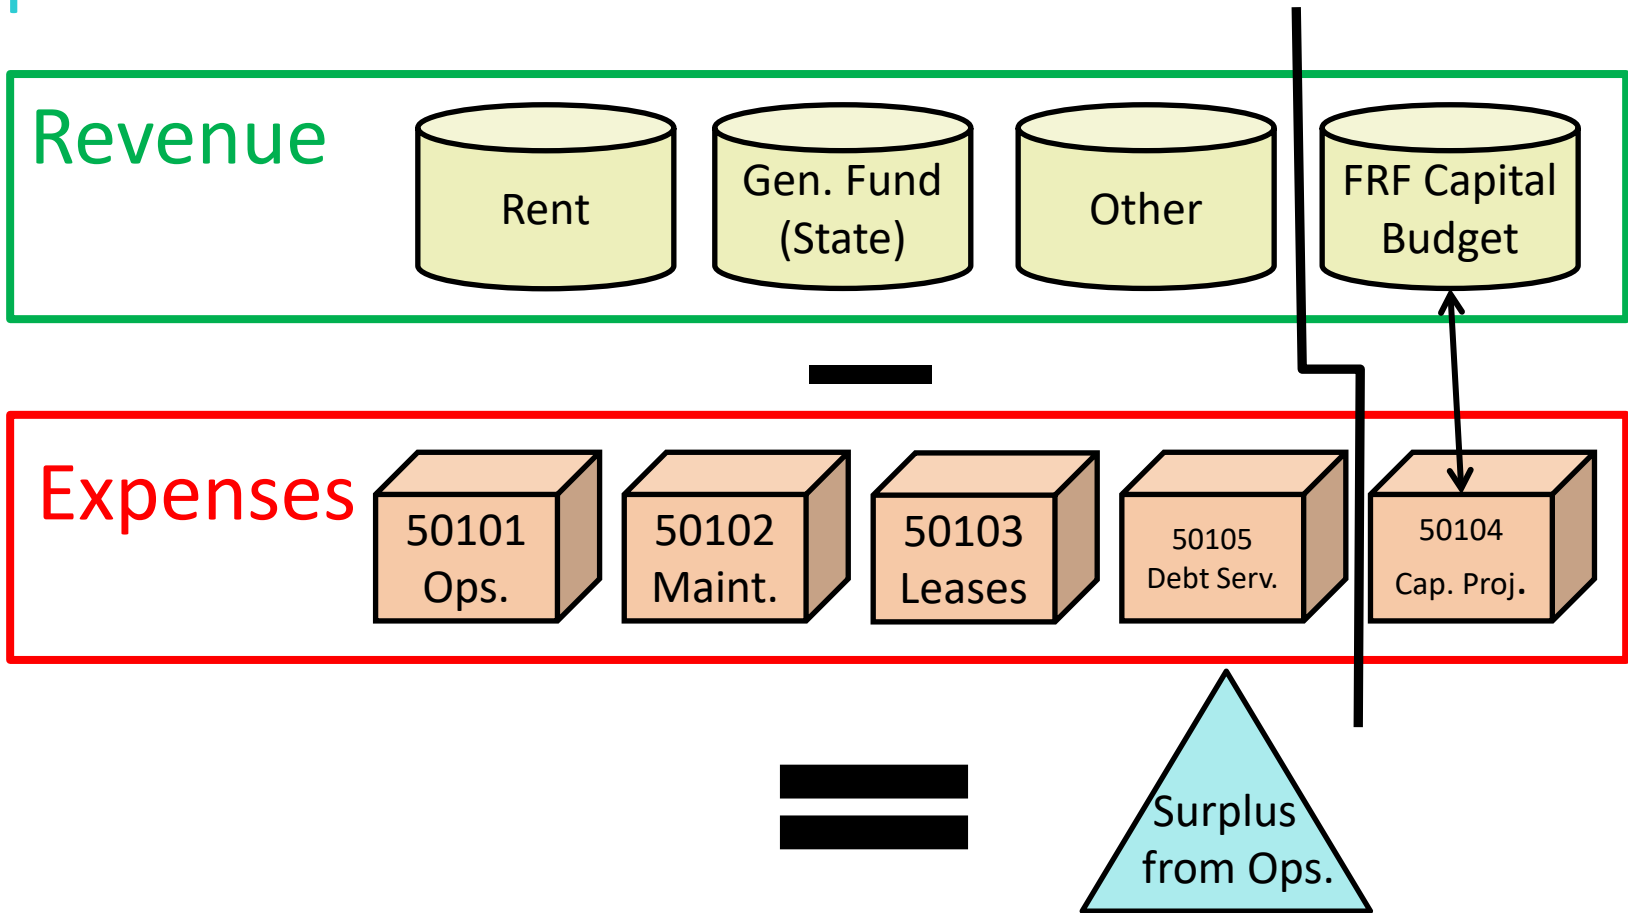 Revenue
Rent
Gen. Fund
(State)
Other
FRF Capital
Budget
Expenses
50101
Ops.
50102
Maint.
50103
Leases
50105
Debt Serv.
50104
Cap. Proj.
Surplus
from Ops.